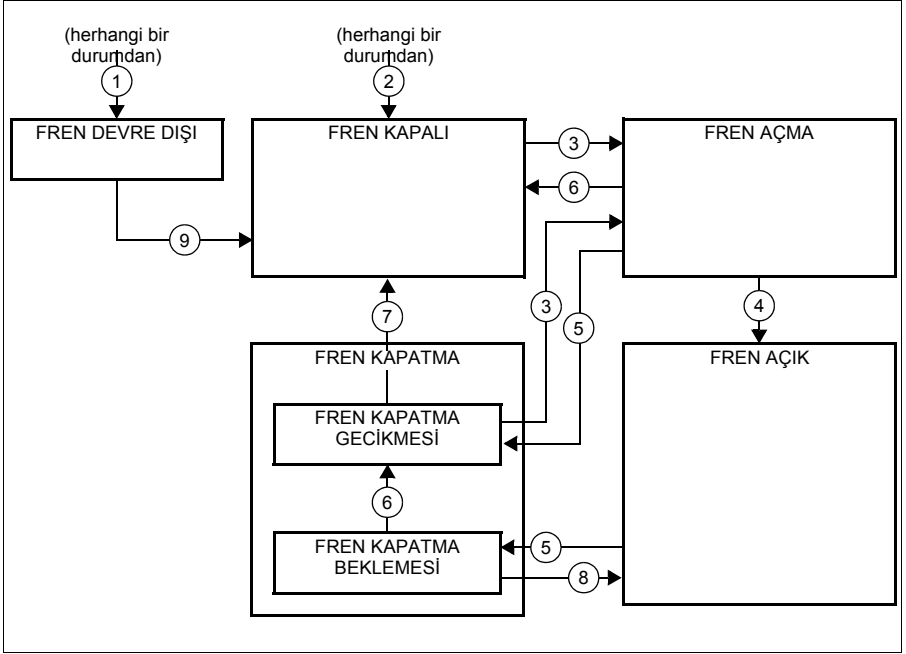 (herhangi bir
durumdan)
(herhangi bir
durumdan)
1
2
FREN DEVRE DIŞI
FREN KAPALI
FREN AÇMA
3
6
9
7
3
5
4
FREN KAPATMA
FREN AÇIK
FREN KAPATMA
GECİKMESİ
6
FREN KAPATMA
BEKLEMESİ
5
8